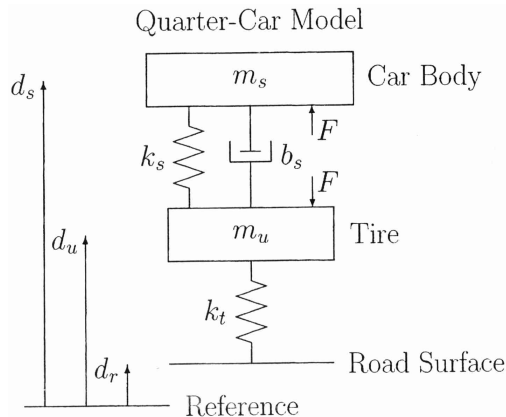 Quarter-Car Model
d_s
m_s
Car Body
F
k_s
b_s
F
d_u
m_u
Tire
k_t
d_r
Road Surface
Reference